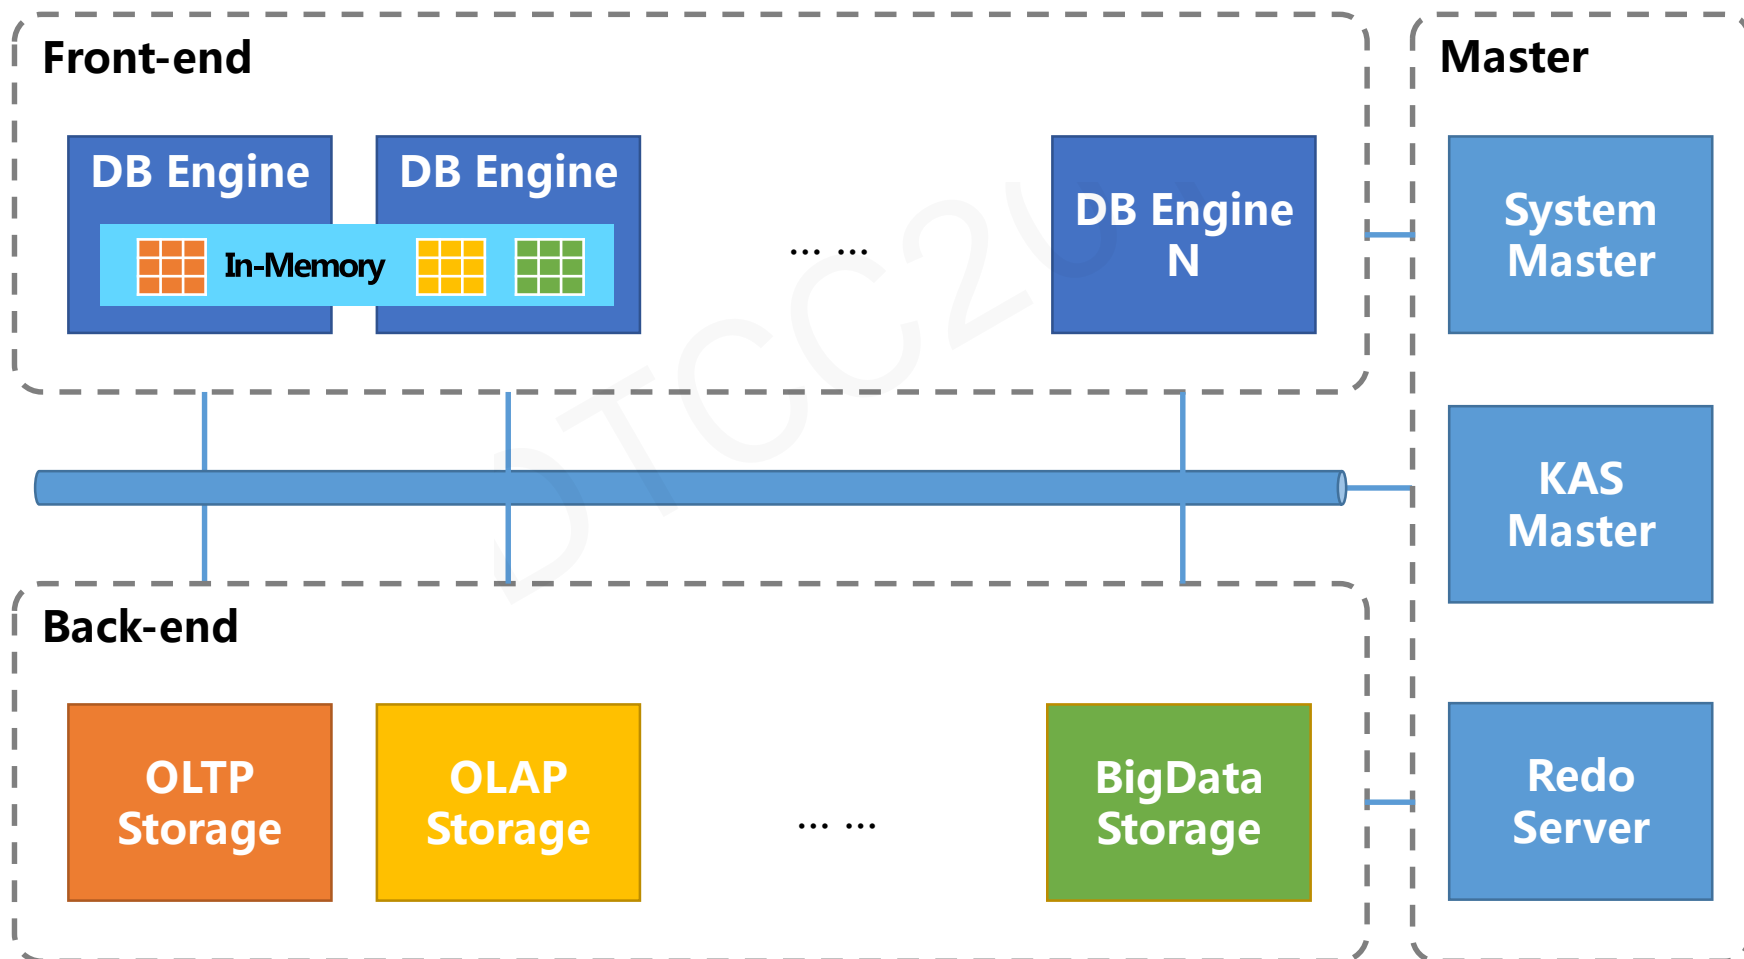 Front-end
DB Engine
DB Engine
In-Memory
... ...
DB Engine
N
Master
System
Master
KAS
Master
Redo
Server
Back-end
OLTP
Storage
OLAP
Storage
... ...
BigData
Storage